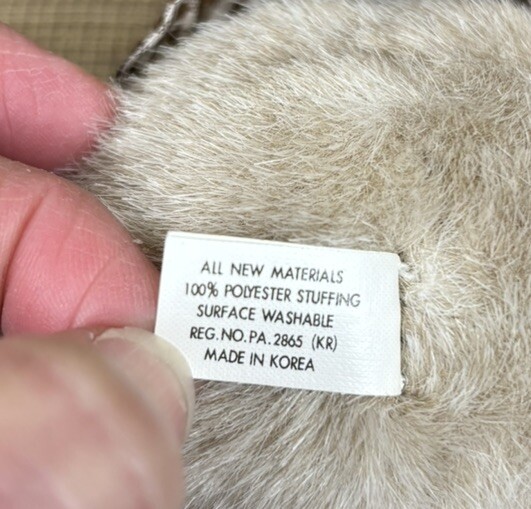 ALL NEW MATERIALS
100% POLYESTER STUFFING
SURFACE WASHABLE
REG.NO.PA.2865 (KR)
MADE IN KOREA